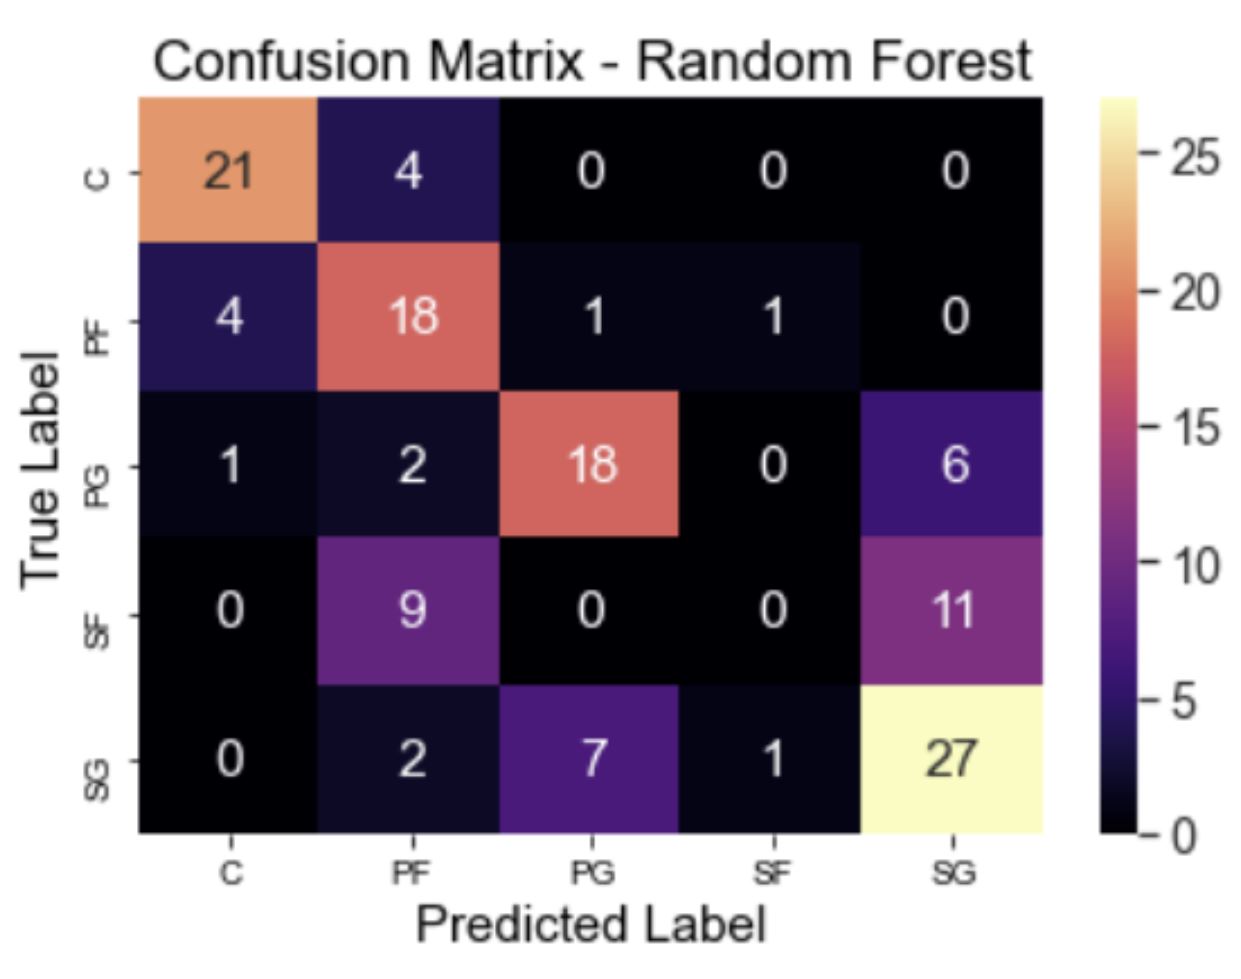 Confusion Matrix - Random Forest
True Label
C 21 4 0 0 0
PF 4 18 1 1 0
PG 1 2 18 0 6
SF 0 9 0 0 11
SG 0 2 7 1 27
C PF PG SF SG
Predicted Label
25
20
15
10
5
0